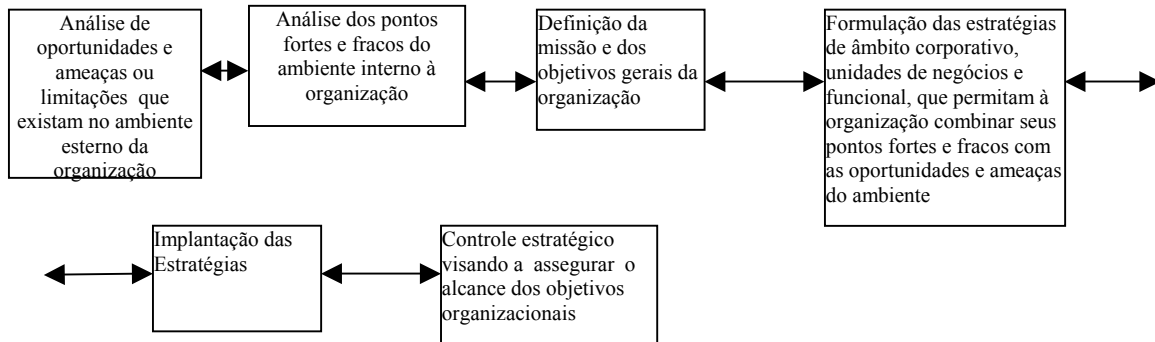 Análise de
oportunidades e
ameaças ou
limitações que
existam no ambiente
esterno da
organização
Análise dos pontos
fortes e fracos do
ambiente interno à
organização
Definição da
missão e dos
objetivos gerais da
organização
Formulação das estratégias
de âmbito corporativo,
unidades de negócios e
funcional, que permitam à
organização combinar seus
pontos fortes e fracos com
as oportunidades e ameaças
do ambiente
Implantação das
Estratégias
Controle estratégico
visando a assegurar o
alcance dos objetivos
organizacionais